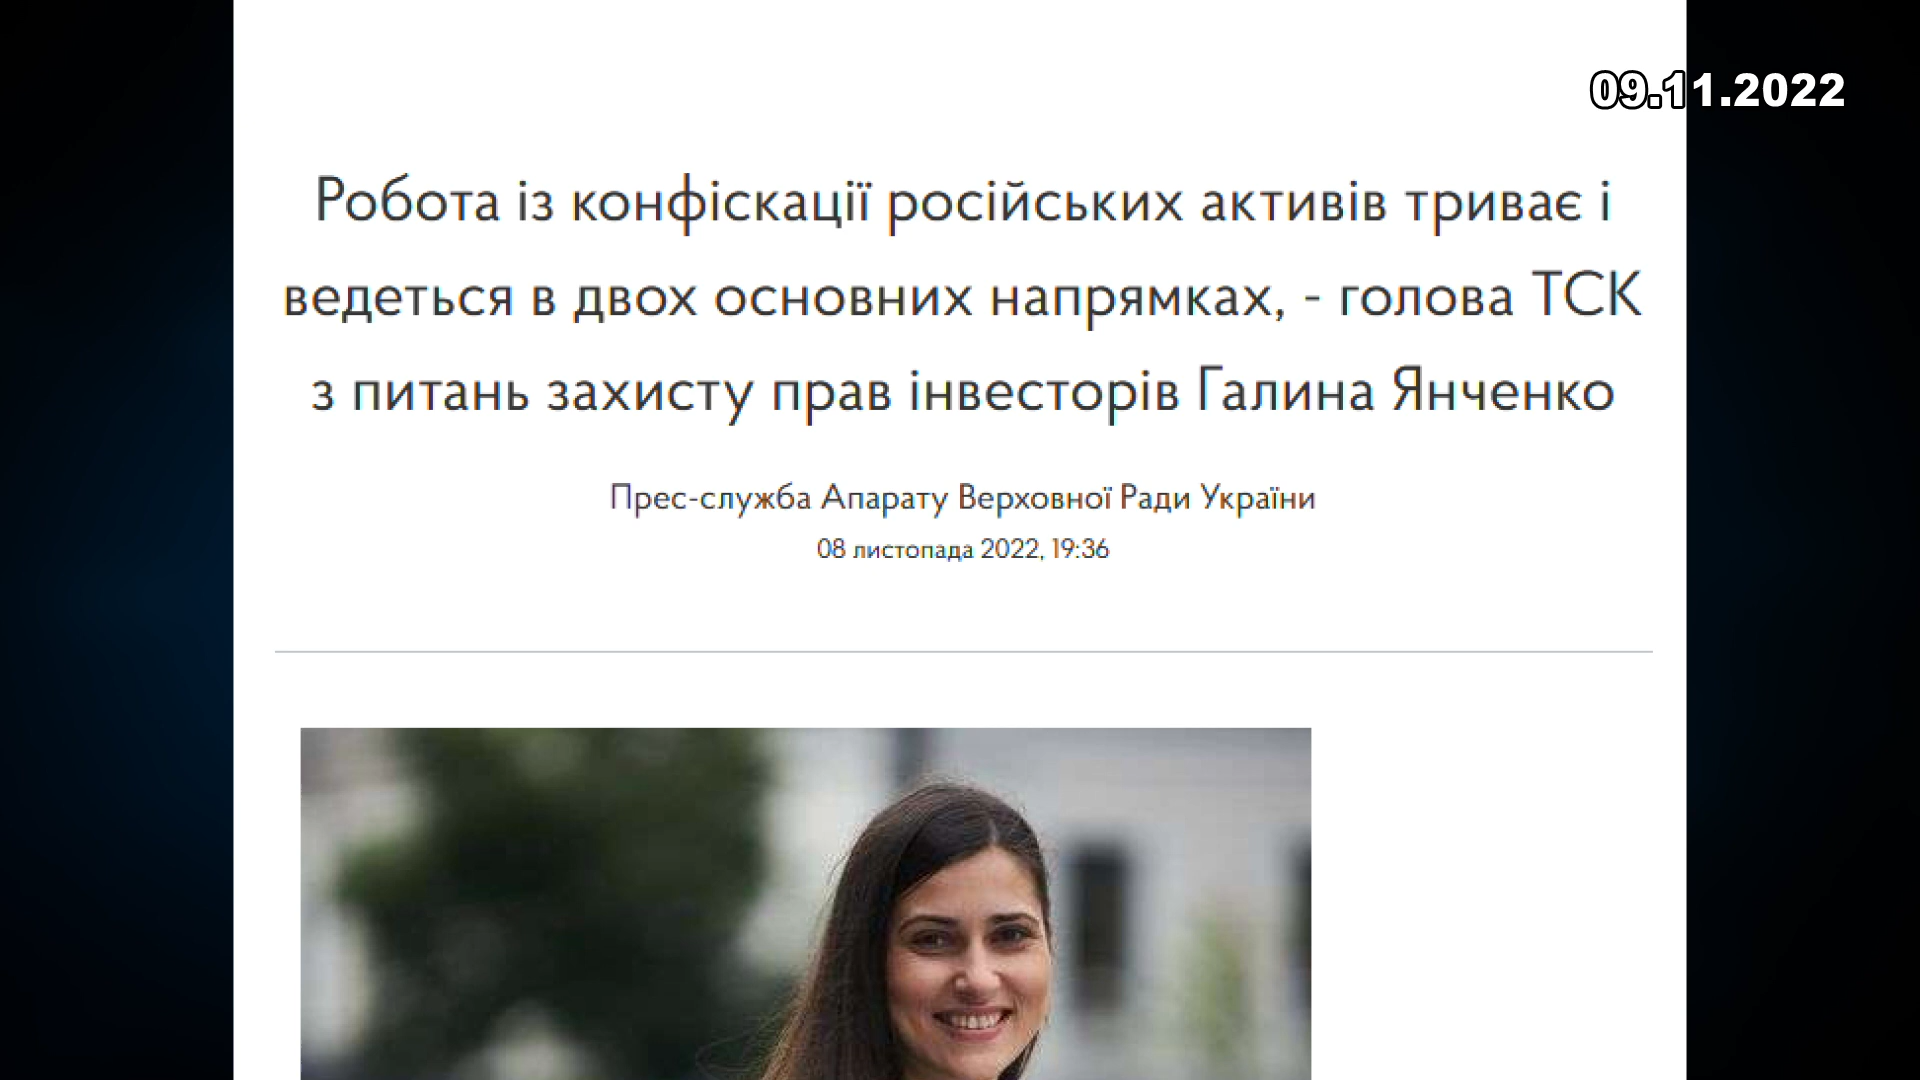 09.11.2022
Робота із конфіскації російських активів триває і
ведеться в двох основних напрямках, - голова ТСК
з питань захисту прав інвесторів Галина Янченко
Прес-служба Апарату Верховної Ради України
08 листопада 2022, 19:36